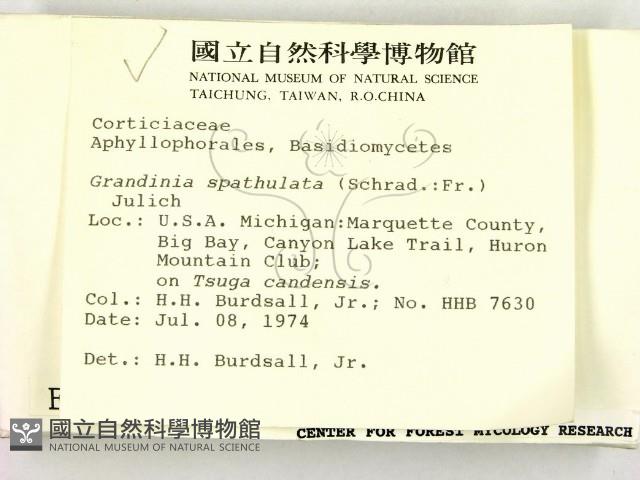 國立自然科學博物館
NATIONAL MUSEUM OF NATURAL SCIENCE
TAICHUNG, TAIWAN, R.O.CHINA
Corticiaceae
Aphyllophorales, Basidiomycetes
Grandinia spathulata (Schrad.:Fr.)
Julich
Loc.: U.S.A. Michigan:Marquette County,
Big Bay, Canyon Lake Trail, Huron
Mountain Club;
on Tsuga candensis.
Col.: H.H. Burdsall, Jr.; No. HHB 7630
Date: Jul. 08, 1974
Det.: H.H. Burdsall, Jr.
CENTER FOR FOREST MYCOLOGY RESEARCH
國立自然科學博物館
NATIONAL MUSEUM OF NATURAL SCIENCE